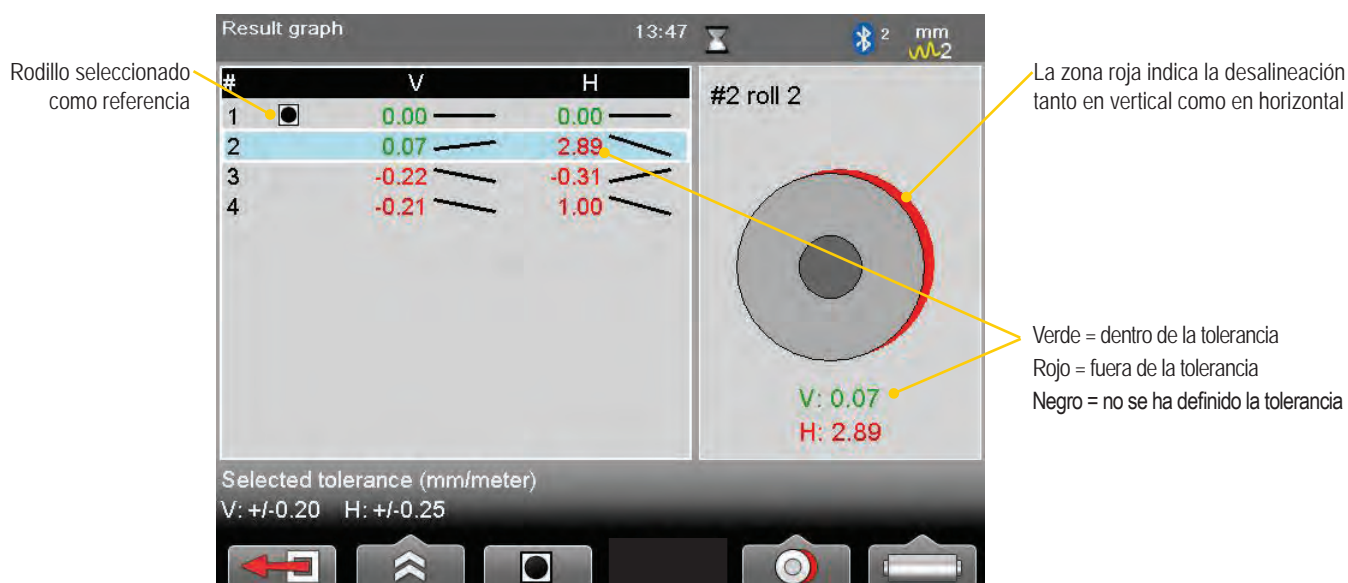 Result graph 13:47 2 mm
2
Rodillo seleccionado
como referencia
# V H
1 0.00 0.00
2 0.07 2.89
3 -0.22 -0.31
4 -0.21 1.00
#2 roll 2
La zona roja indica la desalineación
tanto en vertical como en horizontal
V: 0.07
H: 2.89
Verde = dentro de la tolerancia
Rojo = fuera de la tolerancia
Negro = no se ha definido la tolerancia
Selected tolerance (mm/meter)
V: +/-0.20 H: +/-0.25